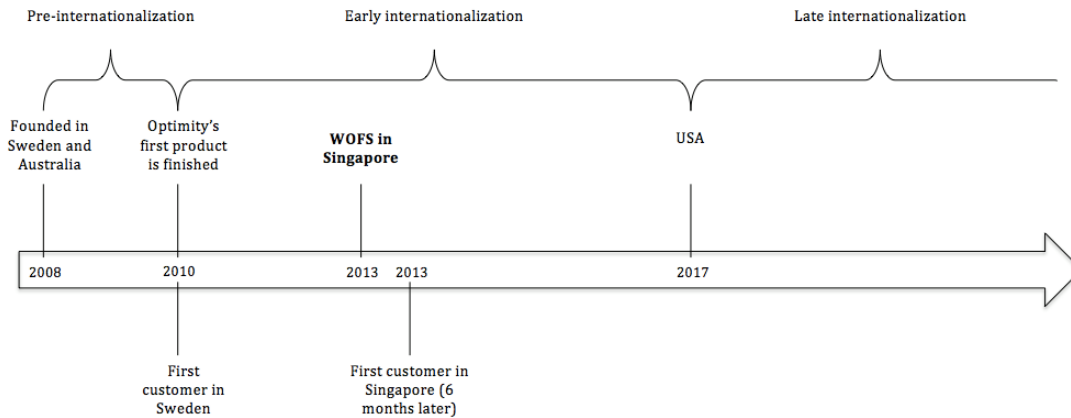 Pre-internationalization
Early internationalization
Late internationalization
Founded in
Sweden and
Australia
Optimity's
first product
is finished
WOFS in
Singapore
USA
2008
2010
2013
2013
2017
First
customer in
Sweden
First customer in
Singapore (6
months later)